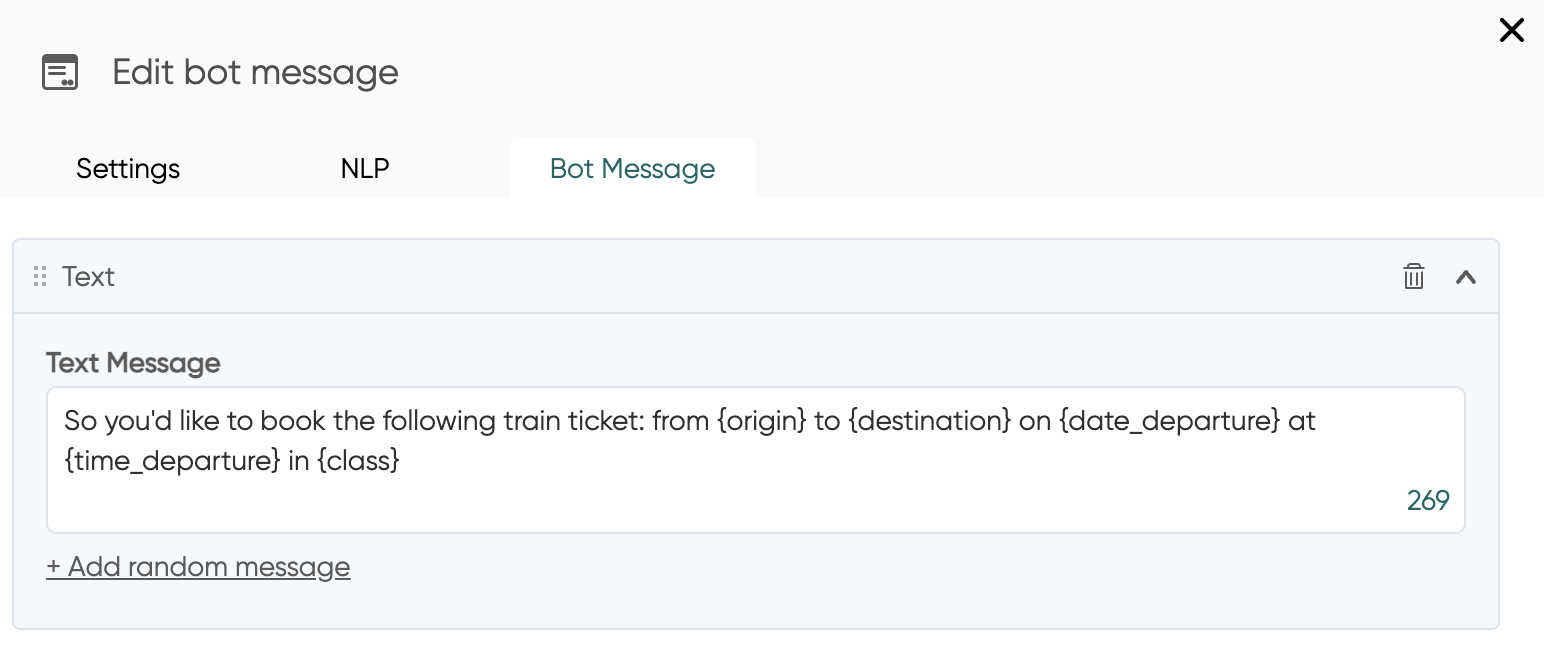 Edit bot message
Settings NLP Bot Message
Text
Text Message
So you'd like to book the following train ticket: from {origin} to {destination} on {date_departure} at
{time_departure} in {class}
269
+ Add random message